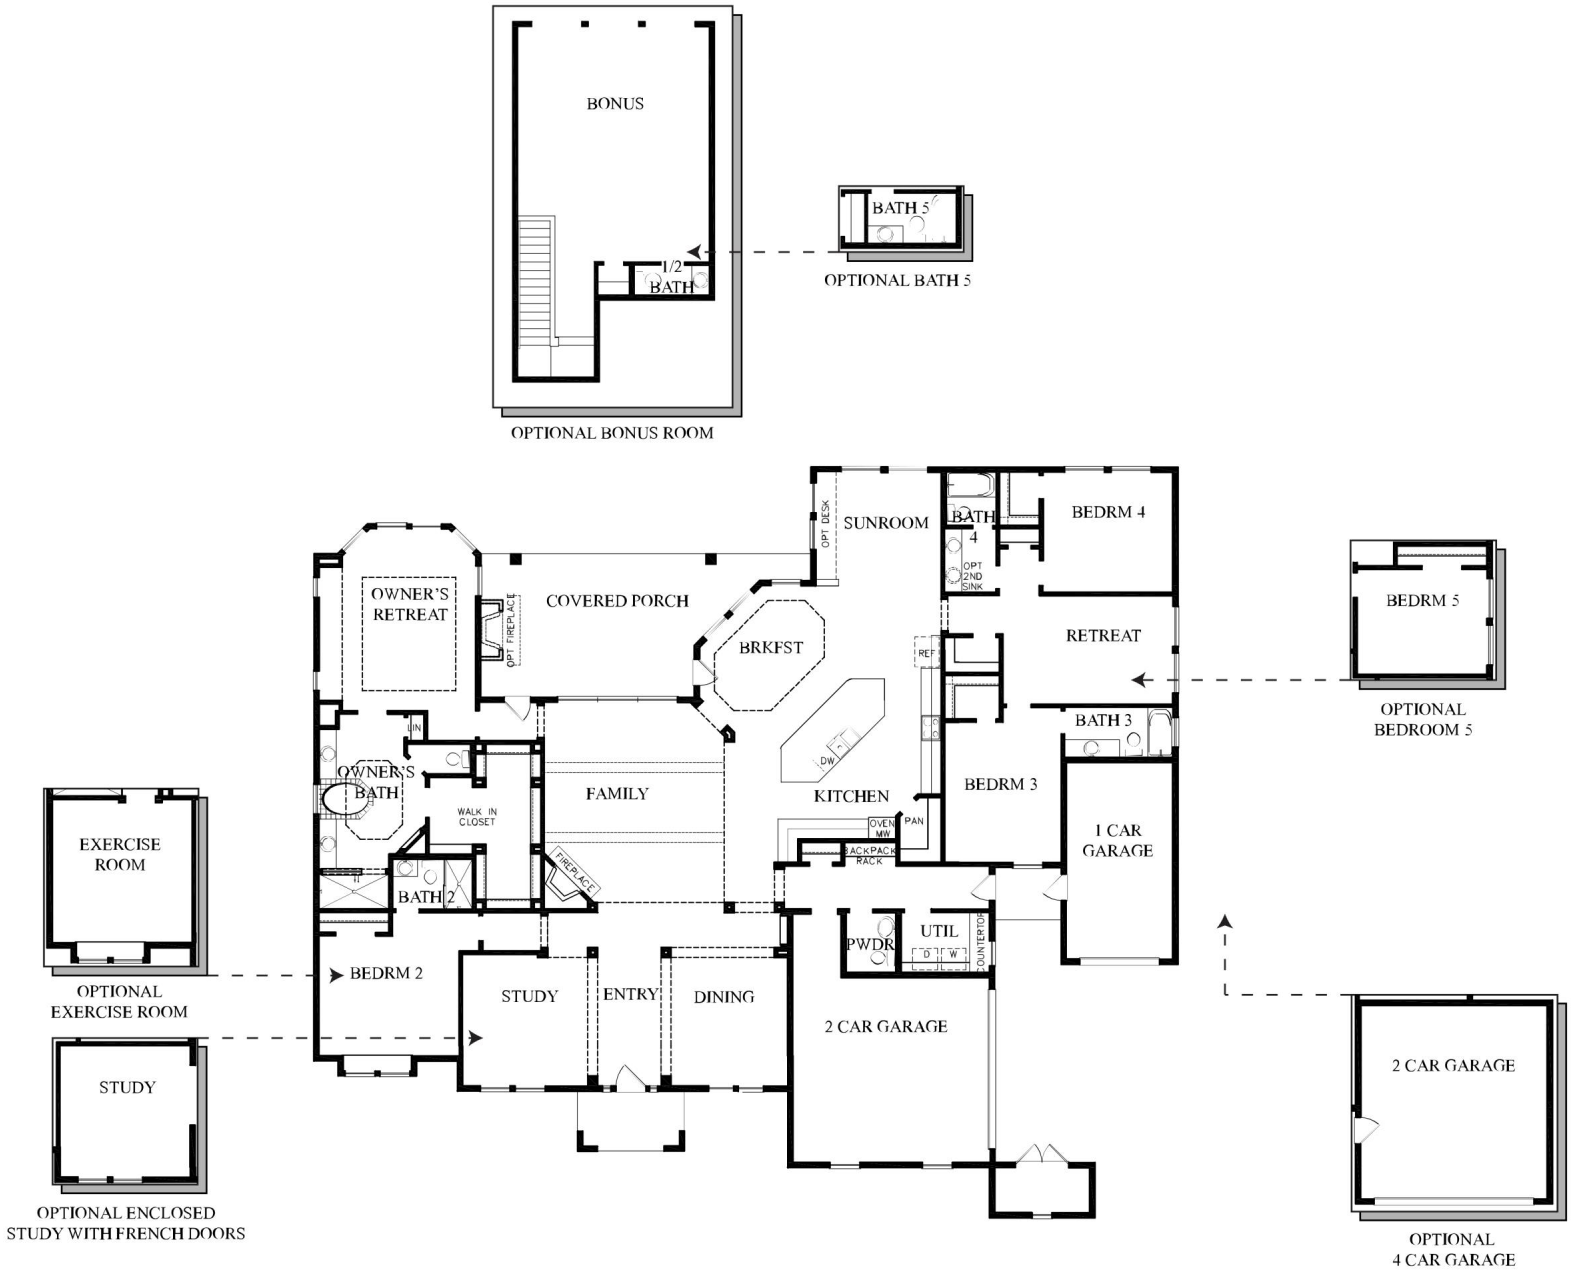 BONUS
1/2
BATH
OPTIONAL BONUS ROOM
BATH 5
OPTIONAL BATH 5
SUNROOM
OPT DESK
BATH
4
OPT
2ND
SINK
BEDRM 4
OWNER'S
RETREAT
COVERED PORCH
OPT FIREPLACE
BRKFST
REF
RETREAT
BEDRM 5
OPTIONAL
BEDROOM 5
LIN
BATH 3
OWNER'S
BATH
WALK IN
CLOSET
FAMILY
DW
KITCHEN
BEDRM 3
OVEN
MW
PAN
BACKPACK
RACK
1 CAR
GARAGE
FIREPLACE
EXERCISE
ROOM
OPTIONAL
EXERCISE ROOM
BATH 2
BEDRM 2
STUDY
ENTRY
DINING
PWDR
UTIL
D
W
COUNTERTOP
2 CAR GARAGE
STUDY
OPTIONAL ENCLOSED
STUDY WITH FRENCH DOORS
2 CAR GARAGE
OPTIONAL
4 CAR GARAGE